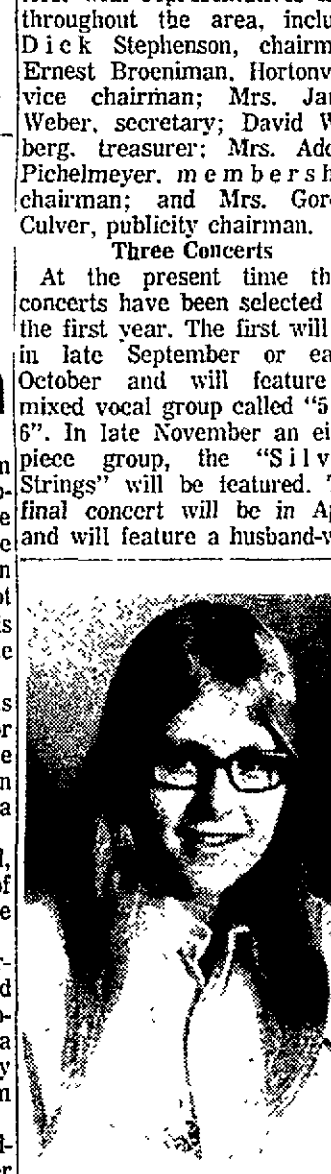 throughout the area, inclu
Dick Stephenson, chairm
Ernest Broeniman, Hortonv
vice chairman; Mrs. Jan
Weber, secretary; David W
berg, treasurer; Mrs. Add
Pichelmeyer, membersh
chairman; and Mrs. Gor
Culver, publicity chairman.
Three Concerts
At the present time th
concerts have been selected
the first year. The first will
in late September or ea
October and will feature
mixed vocal group called “5
6”. In late November an ei
piece group, the “Silv
Strings” will be featured. T
final concert will be in Ap
and will feature a husband-w